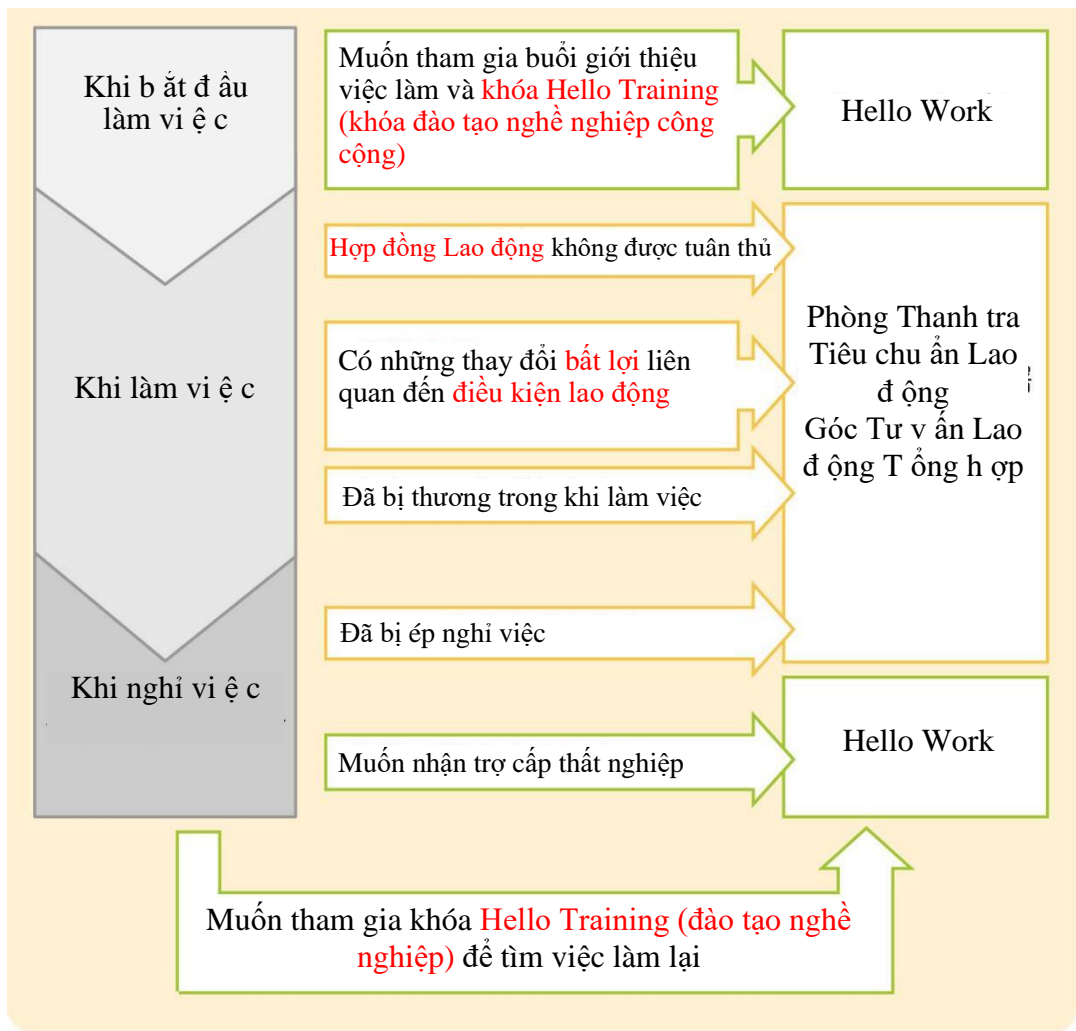 Khi b ắt đ ầu
làm vi ệ c
Muốn tham gia buổi giới thiệu
việc làm và khóa Hello Training
(khóa đào tạo nghề nghiệp công
cộng)
Hello Work
Hợp đồng Lao động không được tuân thủ
Khi làm vi ệ c
Có những thay đổi bất lợi liên
quan đến điều kiện lao động
Đã bị thương trong khi làm việc
Phòng Thanh tra
Tiêu chu ẩn Lao
đ ộng
Góc Tư v ấn Lao
đ ộng T ổng h ợp
Đã bị ép nghỉ việc
Khi nghỉ vi ệ c
Muốn nhận trợ cấp thất nghiệp
Hello Work
Muốn tham gia khóa Hello Training (đào tạo nghề
nghiệp) để tìm việc làm lại